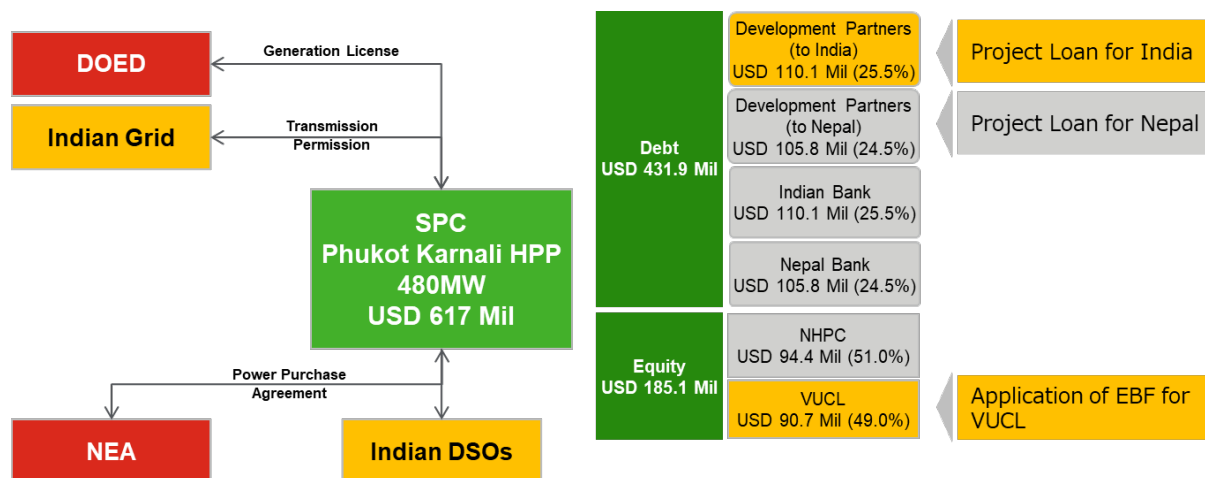 DOED
Generation License
Indian Grid
Transmission
Permission
SPC
Phukot Karnali HPP
480MW
USD 617 Mil
Power Purchase
Agreement
NEA
Indian DSOs
Debt
USD 431.9 Mil
Development Partners
(to India)
USD 110.1 Mil (25.5%)
Project Loan for India
Development Partners
(to Nepal)
USD 105.8 Mil (24.5%)
Project Loan for Nepal
Indian Bank
USD 110.1 Mil (25.5%)
Nepal Bank
USD 105.8 Mil (24.5%)
Equity
USD 185.1 Mil
NHPC
USD 94.4 Mil (51.0%)
VUCL
USD 90.7 Mil (49.0%)
Application of EBF for
VUCL